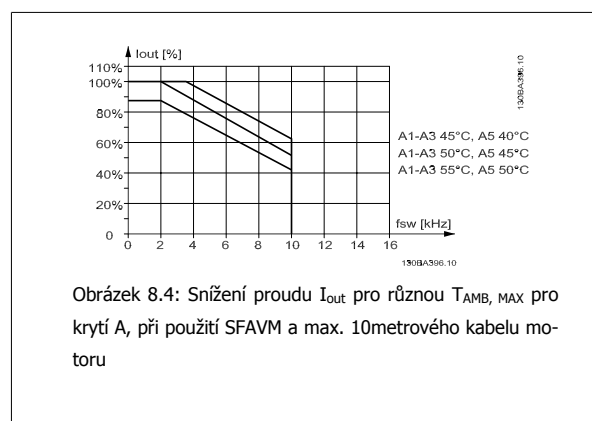 Iout [%]
110%
100%
80%
60%
40%
20%
0
0 2 4 6 8 10 12 14 16
fsw [kHz]
A1-A3 45°C, A5 40°C
A1-A3 50°C, A5 45°C
A1-A3 55°C, A5 50°C
130BA396.10
130BA396.10
Obrázek 8.4: Snížení proudu Iout pro různou TAMB, MAX pro
krytí A, při použití SFAVM a max. 10metrového kabelu mo-
toru